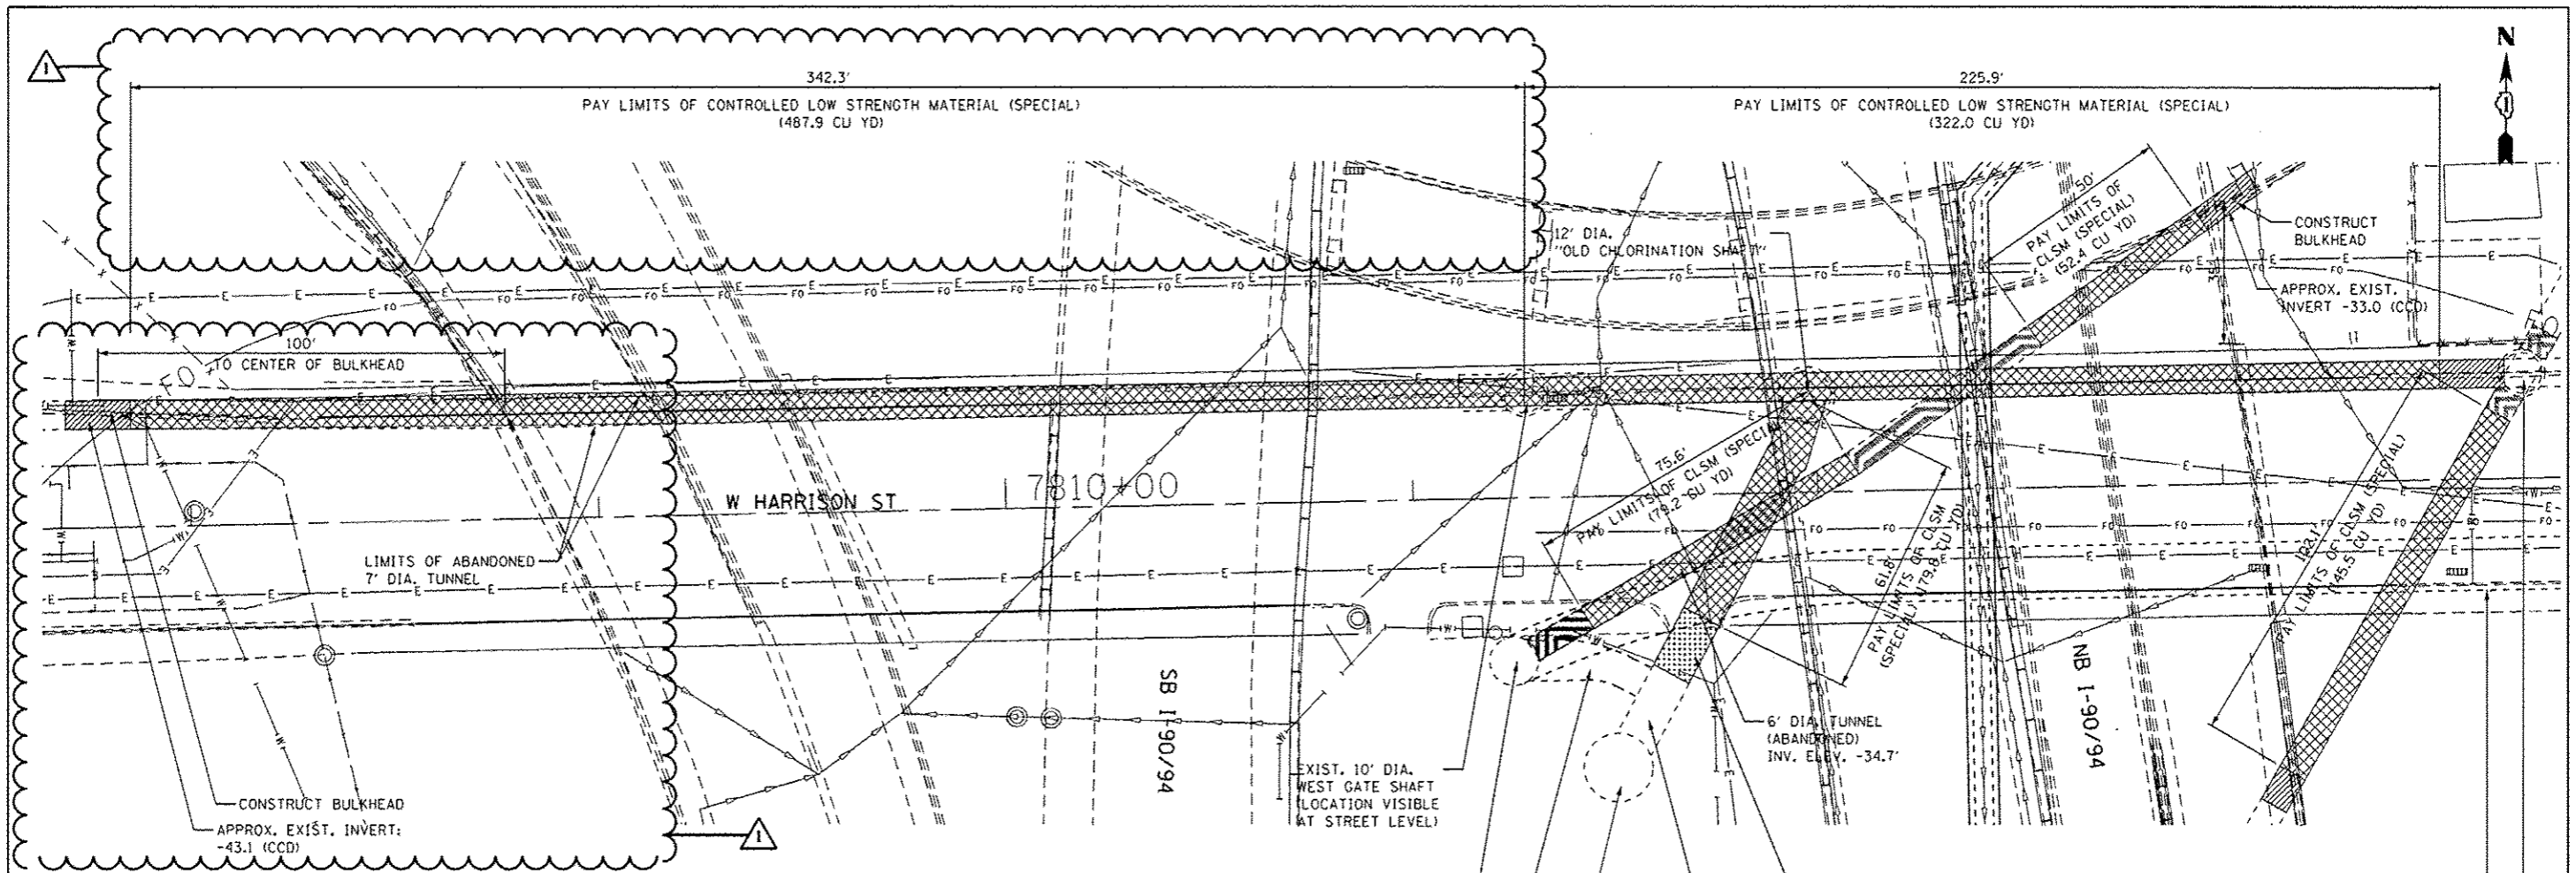 N
1
342.3'
225.9'
PAY LIMITS OF CONTROLLED LOW STRENGTH MATERIAL (SPECIAL)
(487.9 CU YD)
PAY LIMITS OF CONTROLLED LOW STRENGTH MATERIAL (SPECIAL)
(322.0 CU YD)
50'
PAY LIMITS OF
CLSM (SPECIAL)
(52.4 CU YD)
CONSTRUCT
BULKHEAD
12' DIA.
"OLD CHLORINATION SHAFT"
APPROX. EXIST.
INVERT -33.0 (CCD)
100'
TO CENTER OF BULKHEAD
FO
75.6'
PAY LIMITS OF CLSM (SPECIAL)
(79.2 CU YD)
W HARRISON ST
7810+00
LIMITS OF ABANDONED
7' DIA. TUNNEL
61.8'
PAY LIMITS OF CLSM
(SPECIAL)
PAY LIMITS OF CLSM (SPECIAL)
(145.5 CU YD)
SB I-90/94
NB I-90/94
6' DIA. TUNNEL
(ABANDONED)
INV. ELEV. -34.7'
EXIST. 10' DIA.
WEST GATE SHAFT
(LOCATION VISIBLE
AT STREET LEVEL)
CONSTRUCT BULKHEAD
APPROX. EXIST. INVERT:
-43.1 (CCD)
1